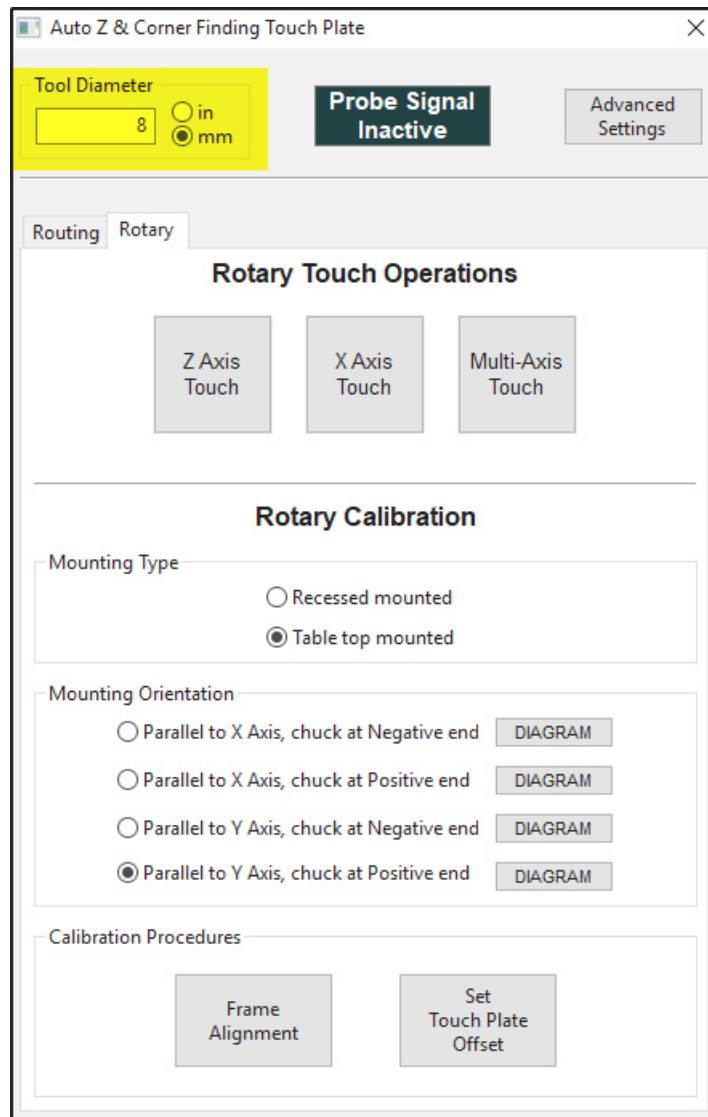 Auto Z & Corner Finding Touch Plate
Tool Diameter
8
in
mm
Probe Signal
Inactive
Advanced
Settings
Routing
Rotary
Rotary Touch Operations
Z Axis
Touch
X Axis
Touch
Multi-Axis
Touch
Rotary Calibration
Mounting Type
Recessed mounted
Table top mounted
Mounting Orientation
Parallel to X Axis, chuck at Negative end DIAGRAM
Parallel to X Axis, chuck at Positive end DIAGRAM
Parallel to Y Axis, chuck at Negative end DIAGRAM
Parallel to Y Axis, chuck at Positive end DIAGRAM
Calibration Procedures
Frame
Alignment
Set
Touch Plate
Offset